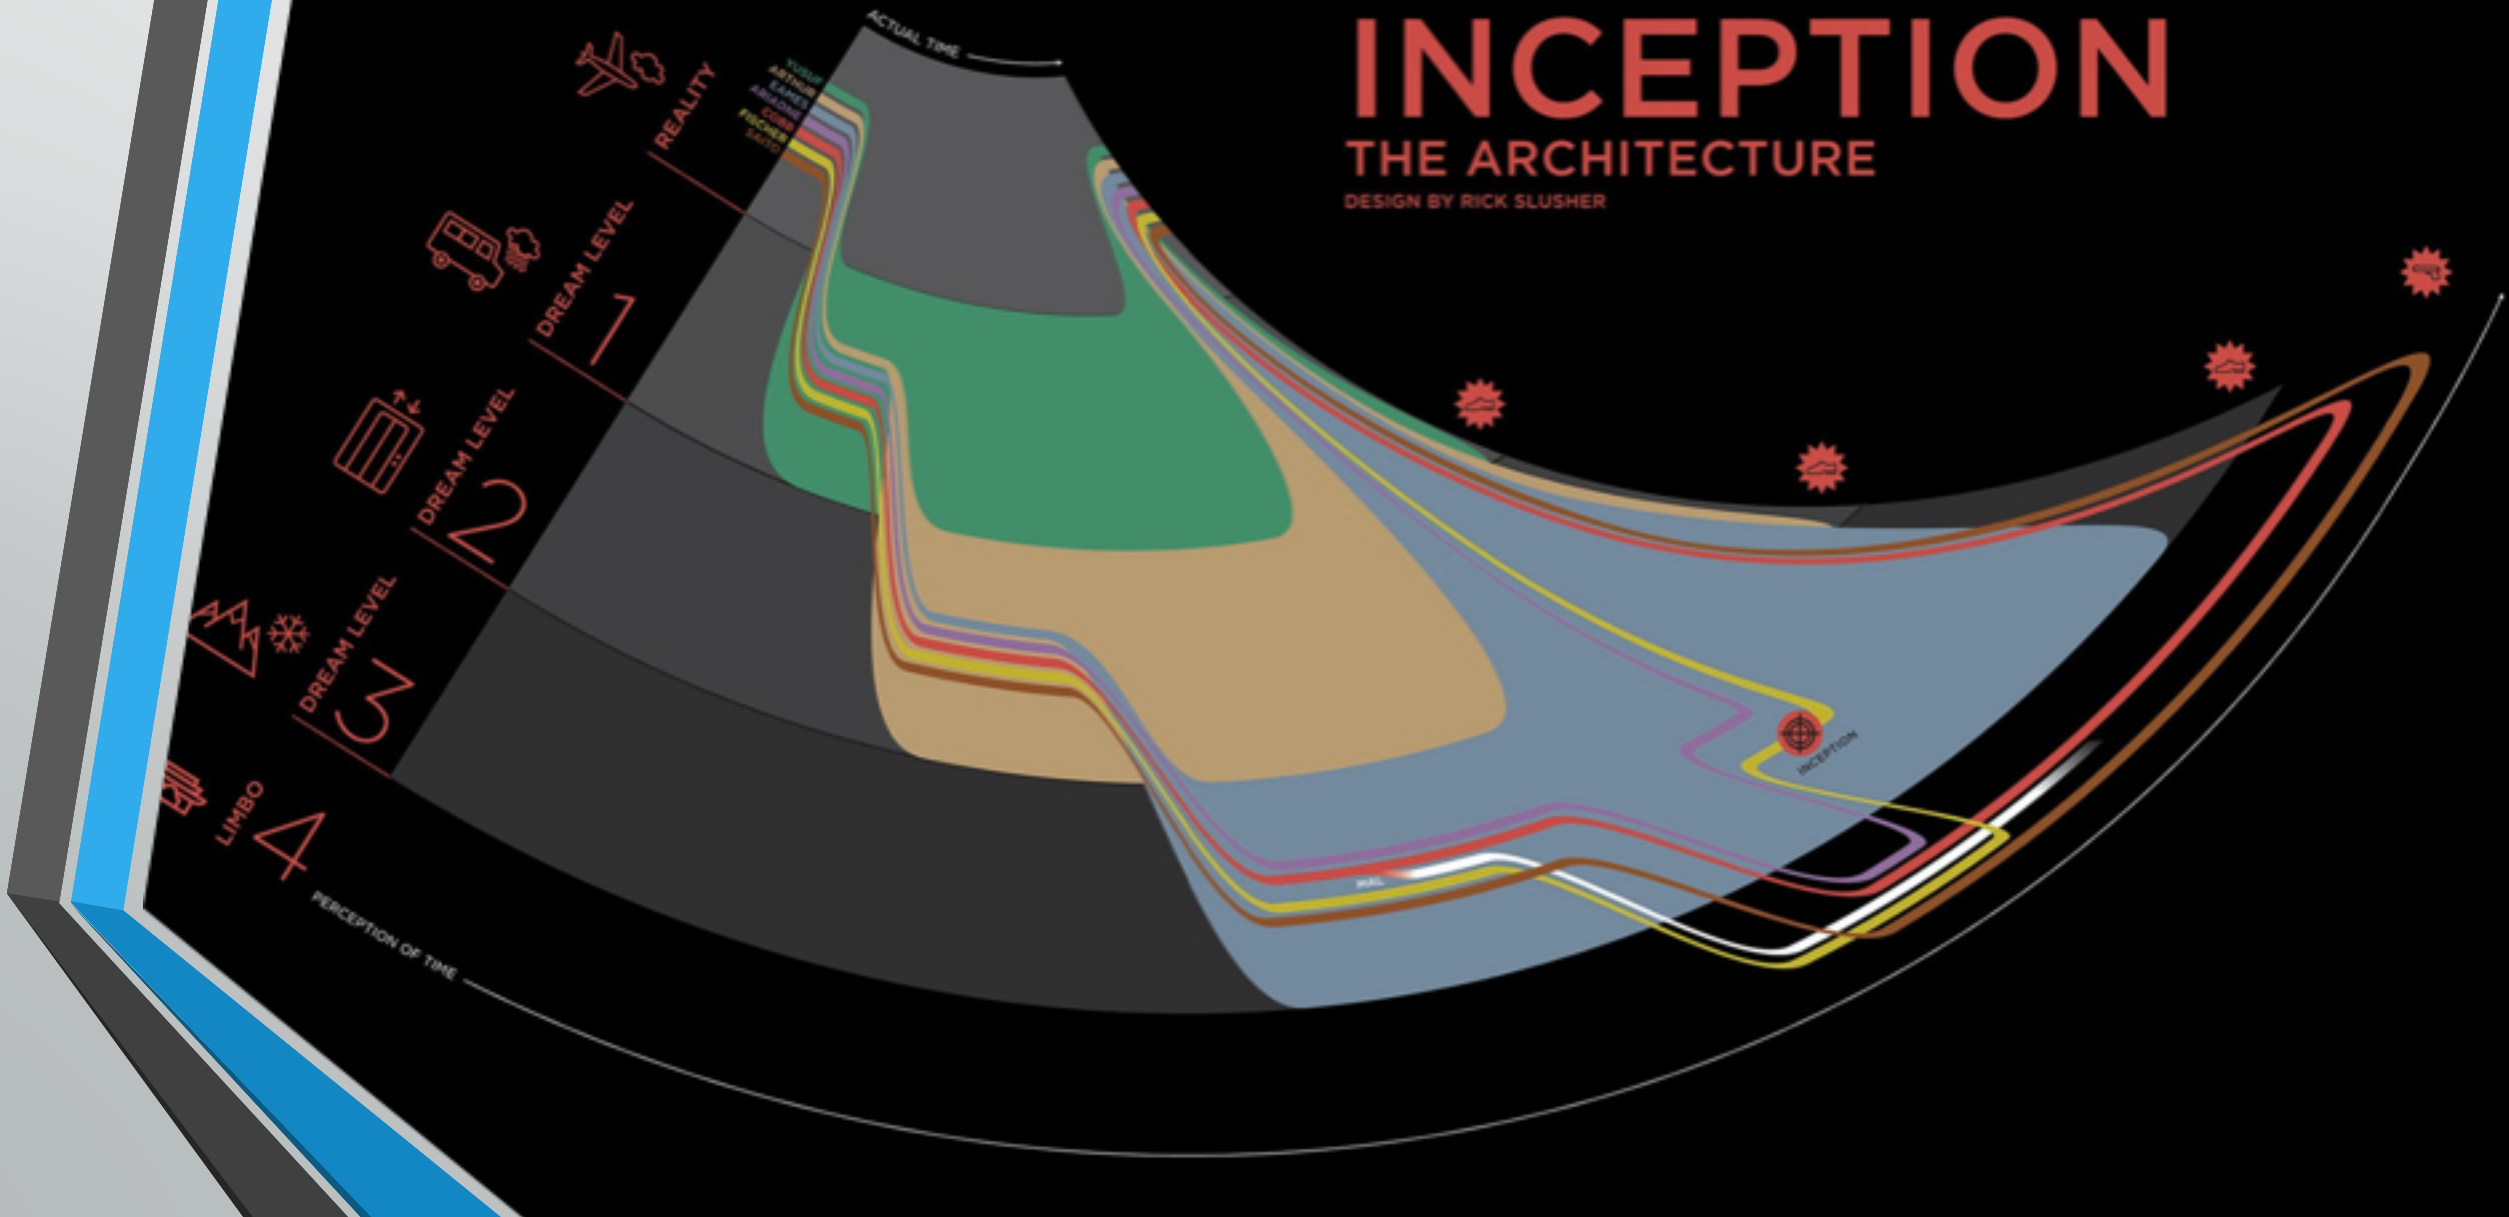 INCEPTION
THE ARCHITECTURE
DESIGN BY RICK SLUSHER
ACTUAL TIME
YUSUF
ARTHUR
EAMES
ARIADNE
COBB
FISCHER
SAITO
REALITY
DREAM LEVEL
1
DREAM LEVEL
2
DREAM LEVEL
3
LIMBO
4
PERCEPTION OF TIME
MAL
INCEPTION